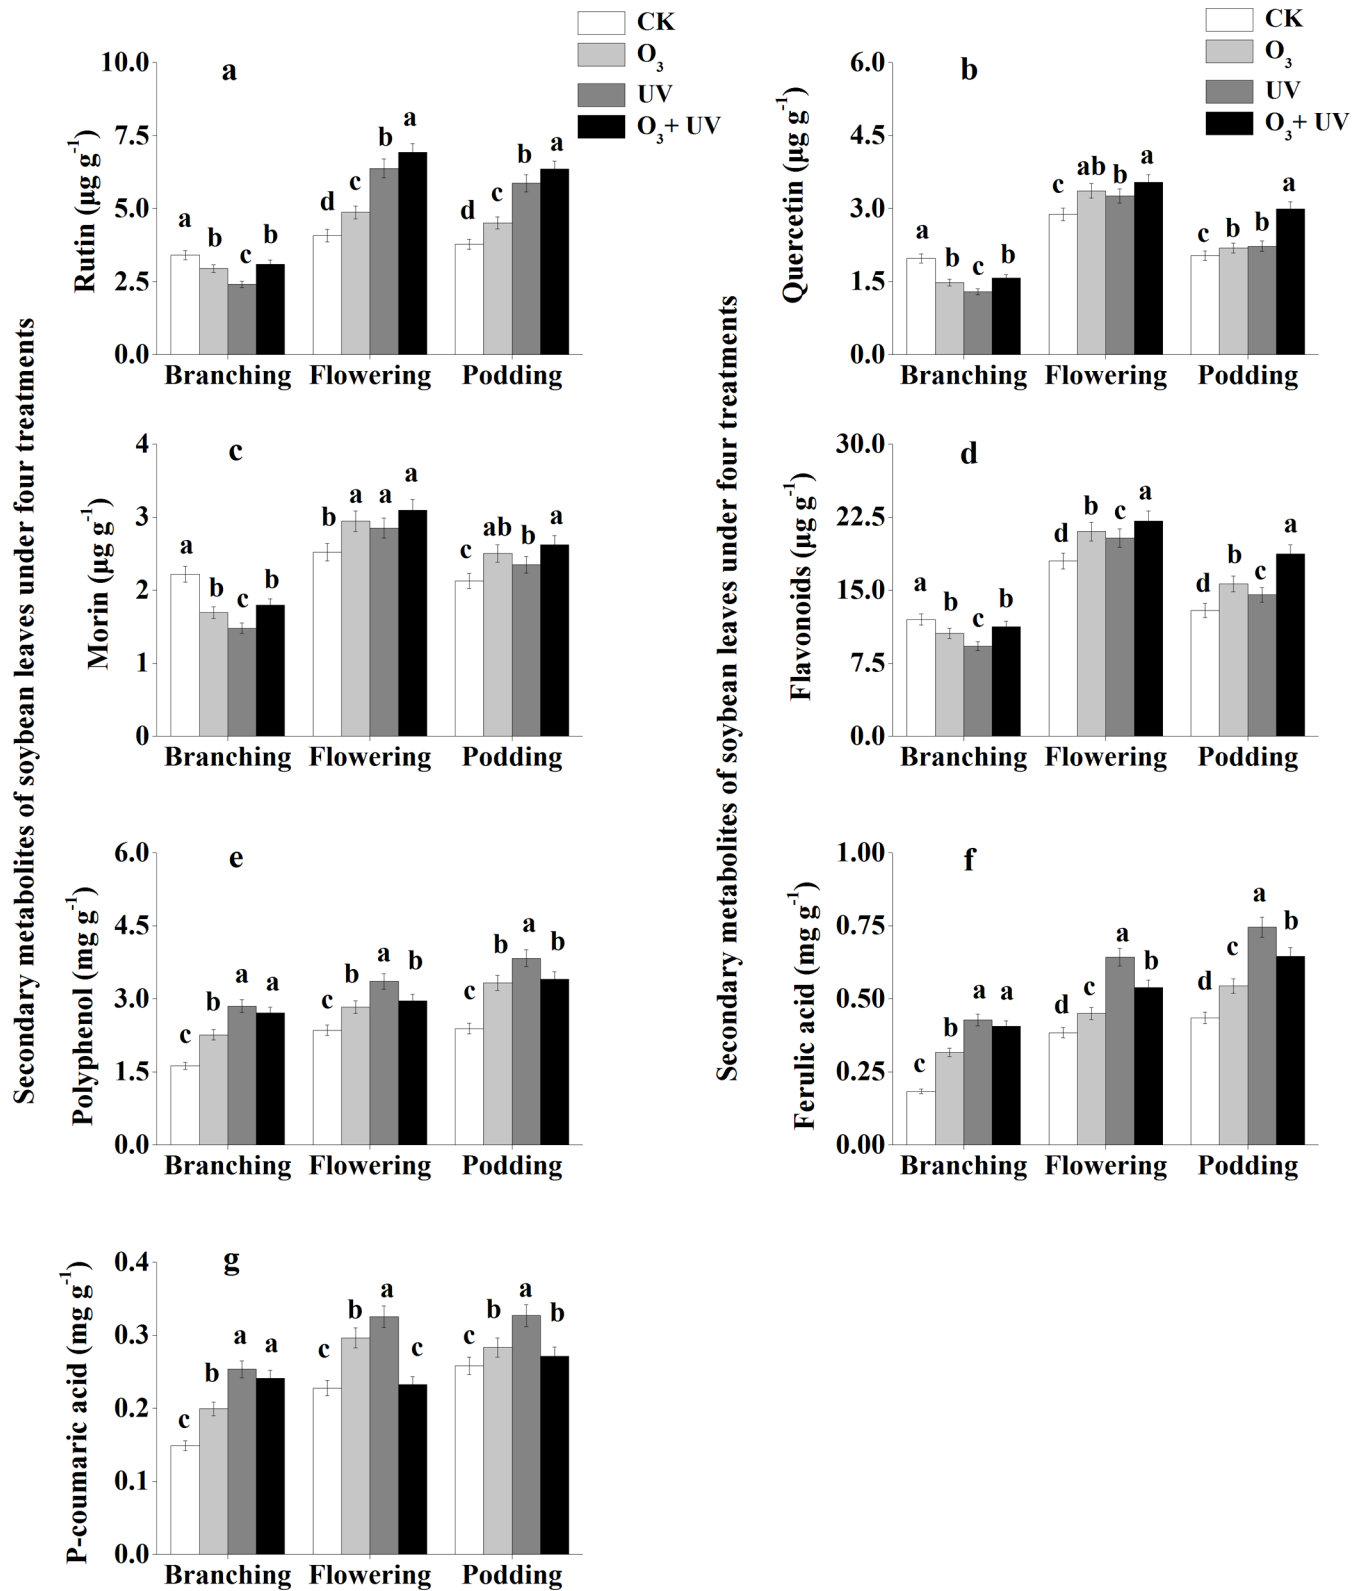 CK
O₃
UV
O₃+ UV
a
Rutin (µg g⁻¹)
10.0
7.5
5.0
2.5
0.0
a b c b
d c b a
d c b a
Branching Flowering Podding
CK
O₃
UV
O₃+ UV
b
Quercetin (µg g⁻¹)
6.0
4.5
3.0
1.5
0.0
a b c b
c ab b a
c b b a
Branching Flowering Podding
Secondary metabolites of soybean leaves under four treatments
Secondary metabolites of soybean leaves under four treatments
c
Morin (µg g⁻¹)
4
3
2
1
0
a b c b
b a a a
c ab b a
Branching Flowering Podding
d
Flavonoids (µg g⁻¹)
30.0
22.5
15.0
7.5
0.0
a b c b
d b c a
d b c a
Branching Flowering Podding
e
Polyphenol (mg g⁻¹)
6.0
4.5
3.0
1.5
0.0
c b a a
c b a b
c b a b
Branching Flowering Podding
f
Ferulic acid (mg g⁻¹)
1.00
0.75
0.50
0.25
0.00
c b a a
d c a b
d c a b
Branching Flowering Podding
g
P-coumaric acid (mg g⁻¹)
0.4
0.3
0.2
0.1
0.0
c b a a
c b a c
c b a b
Branching Flowering Podding